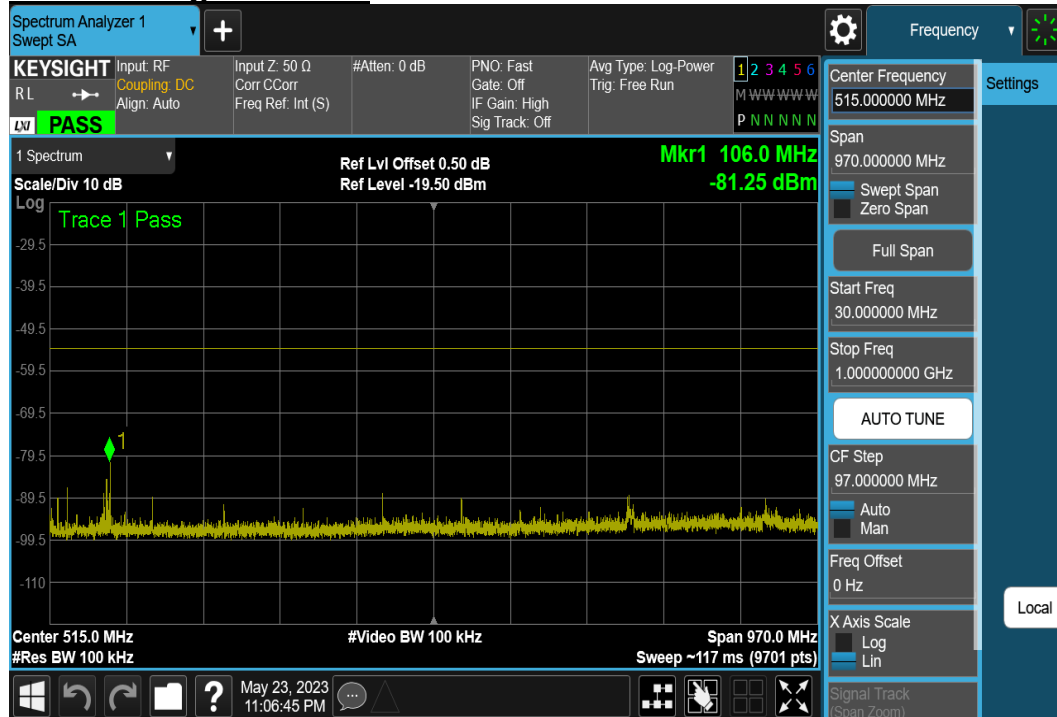 Spectrum Analyzer 1
Swept SA
+
Frequency
KEYSIGHT
RL
LXI
PASS
Input: RF
Coupling: DC
Align: Auto
Input Z: 50 Ω
Corr CCorr
Freq Ref: Int (S)
#Atten: 0 dB
PNO: Fast
Gate: Off
IF Gain: High
Sig Track: Off
Avg Type: Log-Power
Trig: Free Run
1 2 3 4 5 6
M W W W W W
P N N N N N
1 Spectrum
Scale/Div 10 dB
Ref Lvl Offset 0.50 dB
Ref Level -19.50 dBm
Mkr1 106.0 MHz
-81.25 dBm
Log
Trace 1 Pass
-29.5
-39.5
-49.5
-59.5
-69.5
1
-79.5
-89.5
-99.5
-110
Center 515.0 MHz
#Video BW 100 kHz
Span 970.0 MHz
#Res BW 100 kHz
Sweep ~117 ms (9701 pts)
?
May 23, 2023
11:06:45 PM
Center Frequency
515.000000 MHz
Settings
Span
970.000000 MHz
Swept Span
Zero Span
Full Span
Start Freq
30.000000 MHz
Stop Freq
1.000000000 GHz
AUTO TUNE
CF Step
97.000000 MHz
Auto
Man
Freq Offset
0 Hz
Local
X Axis Scale
Log
Lin
Signal Track
(Span Zoom)